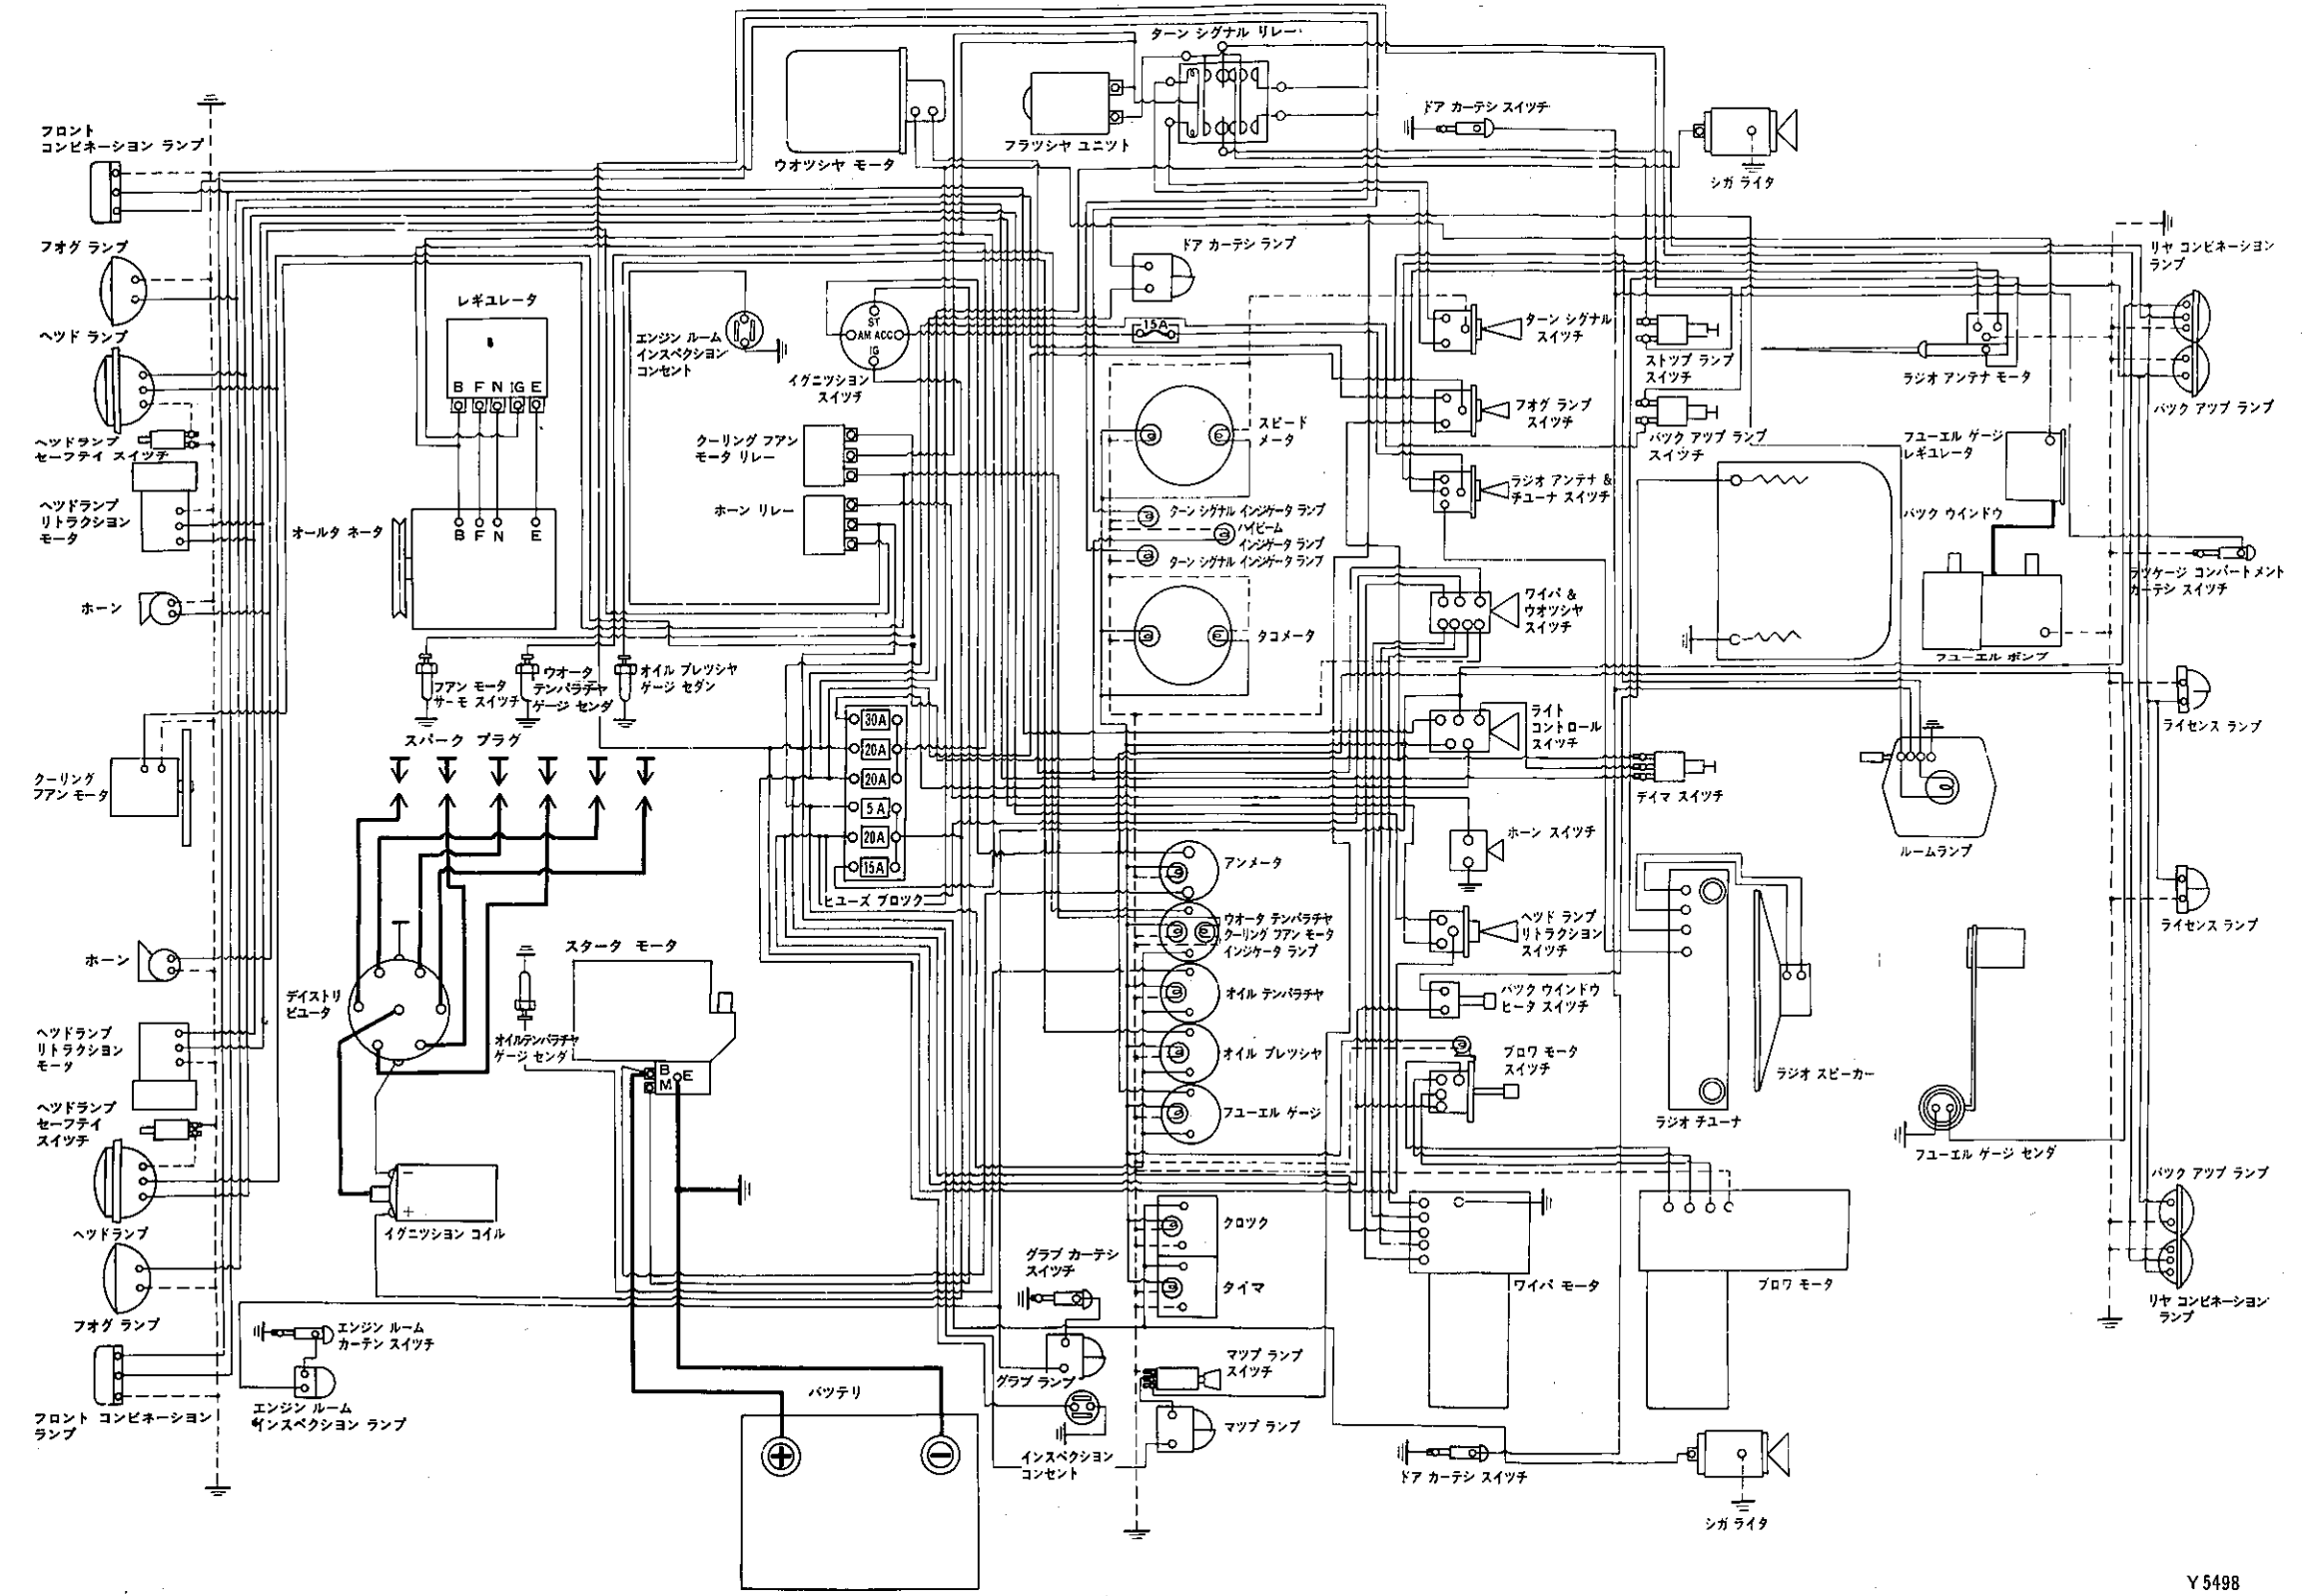 フロント
コンビネーション ランプ
フオグ ランプ
ヘツド ランプ
ヘツドランプ
セーフテイ スイツチ
ヘツドランプ
リトラクション
モータ
ホーン
クーリング
フアン モータ
ホーン
ヘツドランプ
リトラクション
モータ
ヘツドランプ
セーフテイ
スイツチ
ヘツドランプ
フオグ ランプ
フロント コンビネーション
ランプ
エンジン ルーム
カーテン スイツチ
エンジン ルーム
インスペクション ランプ
レギユレータ
B F N IG E
オールタ ネータ
B F N E
フアン モータ
サーモ スイツチ
ウオータ
テンパラチヤ
ゲージ センダ
オイル プレツシヤ
ゲージ セダン
スパーク プラグ
デイストリ
ビユータ
イグニツション コイル
− +
スタータ モータ
オイルテンパラチヤ
ゲージ センダ
B
M
E
バツテリ
ウオツシヤ モータ
エンジン ルーム
インスペクション
コンセント
ST
AM ACC
IG
イグニツション
スイツチ
クーリング フアン
モータ リレー
ホーン リレー
30A
20A
20A
5A
20A
15A
ヒユーズ ブロツク
フラツシヤ ユニツト
ターン シグナル リレー
ドア カーテシ ランプ
15A
スピード
メータ
ターン シグナル インジゲータ ランプ
ハイビーム
インジゲータ ランプ
ターン シグナル インジゲータ ランプ
タコメータ
アンメータ
ウオータ テンパラチヤ
クーリング フアン モータ
インジゲータ ランプ
オイル テンパラチヤ
オイル プレツシヤ
フユーエル ゲージ
クロツク
タイマ
グラブ カーテシ
スイツチ
グラブ ランプ
インスペクション
コンセント
マツプ ランプ
スイツチ
マツプ ランプ
ドア カーテシ スイツチ
シガ ライタ
ターン シグナル
スイツチ
フオグ ランプ
スイツチ
ラジオ アンテナ &
チユーナ スイツチ
ワイパ &
ウオツシヤ
スイツチ
ライト
コントロール
スイツチ
ホーン スイツチ
ヘツド ランプ
リトラクション
スイツチ
バツク ウインドウ
ヒータ スイツチ
ブロワ モータ
スイツチ
ワイパ モータ
ブロワ モータ
ドア カーテシ スイツチ
シガ ライタ
ストツプ ランプ
スイツチ
バツク アツプ ランプ
スイツチ
デイマ スイツチ
ラジオ チユーナ
ラジオ スピーカー
ラジオ アンテナ モータ
フユーエル ゲージ
レギユレータ
バツク ウインドウ
フユーエル ポンプ
ルームランプ
フユーエル ゲージ センダ
リヤ コンビネーション
ランプ
バツク アツプ ランプ
ラツゲージ コンパートメント
カーテシ スイツチ
ライセンス ランプ
ライセンス ランプ
バツク アツプ ランプ
リヤ コンビネーション
ランプ
Y5498